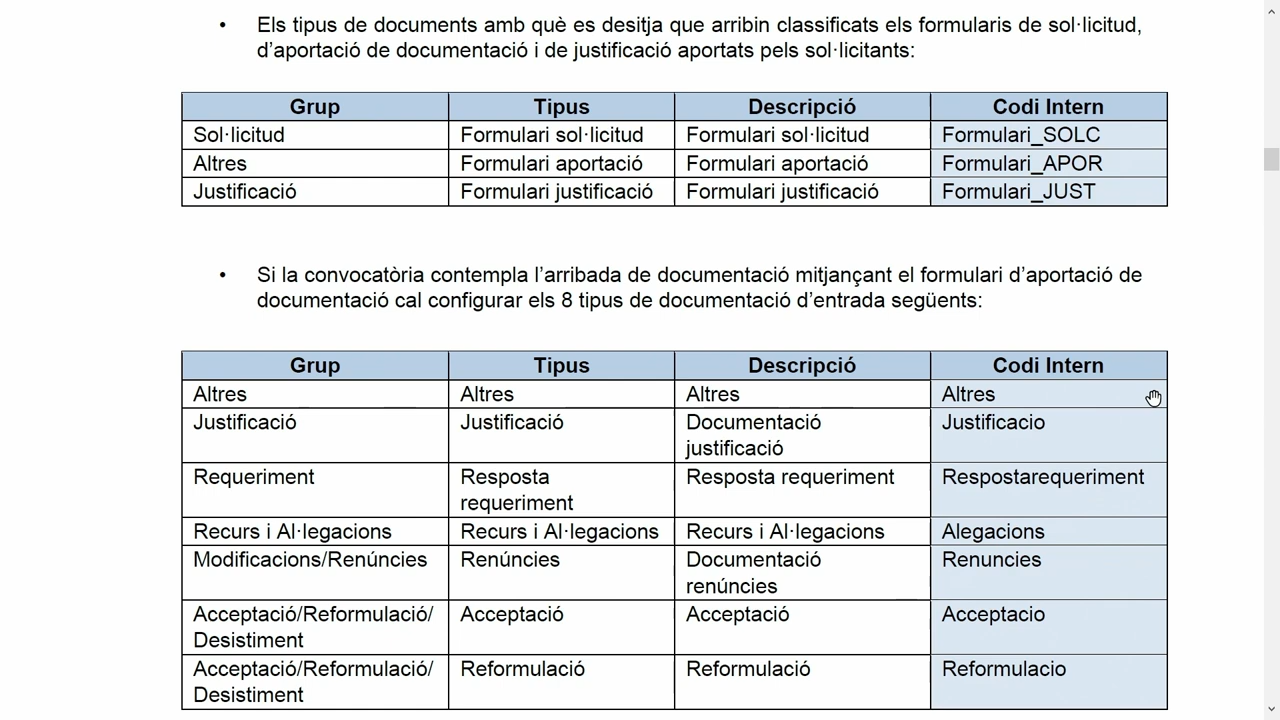 • Els tipus de documents amb què es desitja que arribin classificats els formularis de sol·licitud,
d’aportació de documentació i de justificació aportats pels sol·licitants:
Grup Tipus Descripció Codi Intern
Sol·licitud Formulari sol·licitud Formulari sol·licitud Formulari_SOLC
Altres Formulari aportació Formulari aportació Formulari_APOR
Justificació Formulari justificació Formulari justificació Formulari_JUST
• Si la convocatòria contempla l’arribada de documentació mitjançant el formulari d’aportació de
documentació cal configurar els 8 tipus de documentació d’entrada següents:
Grup Tipus Descripció Codi Intern
Altres Altres Altres Altres
Justificació Justificació Documentació Justificacio
justificació
Requeriment Resposta Resposta requeriment Respostarequeriment
requeriment
Recurs i Al·legacions Recurs i Al·legacions Recurs i Al·legacions Alegacions
Modificacions/Renúncies Renúncies Documentació Renuncies
renúncies
Acceptació/Reformulació/ Acceptació Acceptació Acceptacio
Desistiment
Acceptació/Reformulació/ Reformulació Reformulació Reformulacio
Desistiment